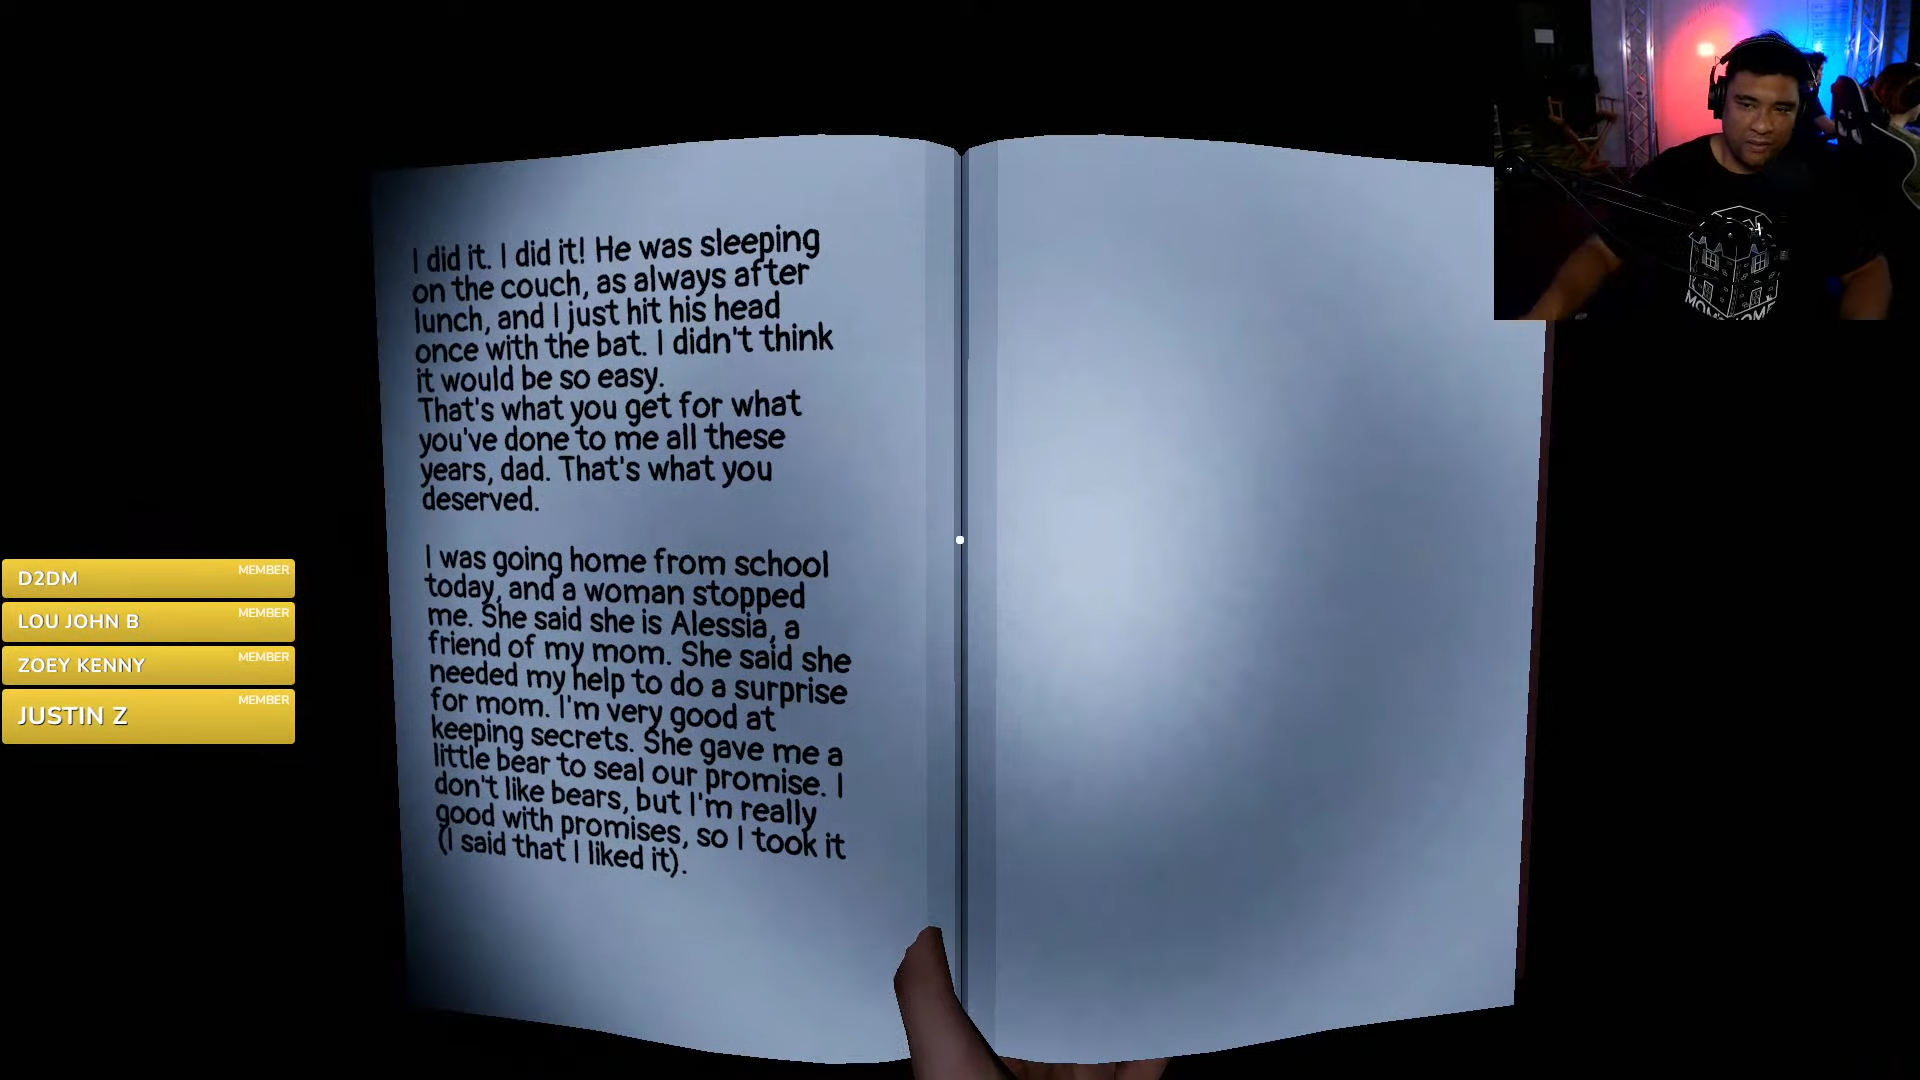 I did it. I did it! He was sleeping
on the couch, as always after
lunch, and I just hit his head
once with the bat. I didn't think
it would be so easy.
That's what you get for what
you've done to me all these
years, dad. That's what you
deserved.
I was going home from school
today, and a woman stopped
me. She said she is Alessia, a
friend of my mom. She said she
needed my help to do a surprise
for mom. I'm very good at
keeping secrets. She gave me a
little bear to seal our promise. I
don't like bears, but I'm really
good with promises, so I took it
(I said that I liked it).
D2DM MEMBER
LOU JOHN B MEMBER
ZOEY KENNY MEMBER
JUSTIN Z MEMBER